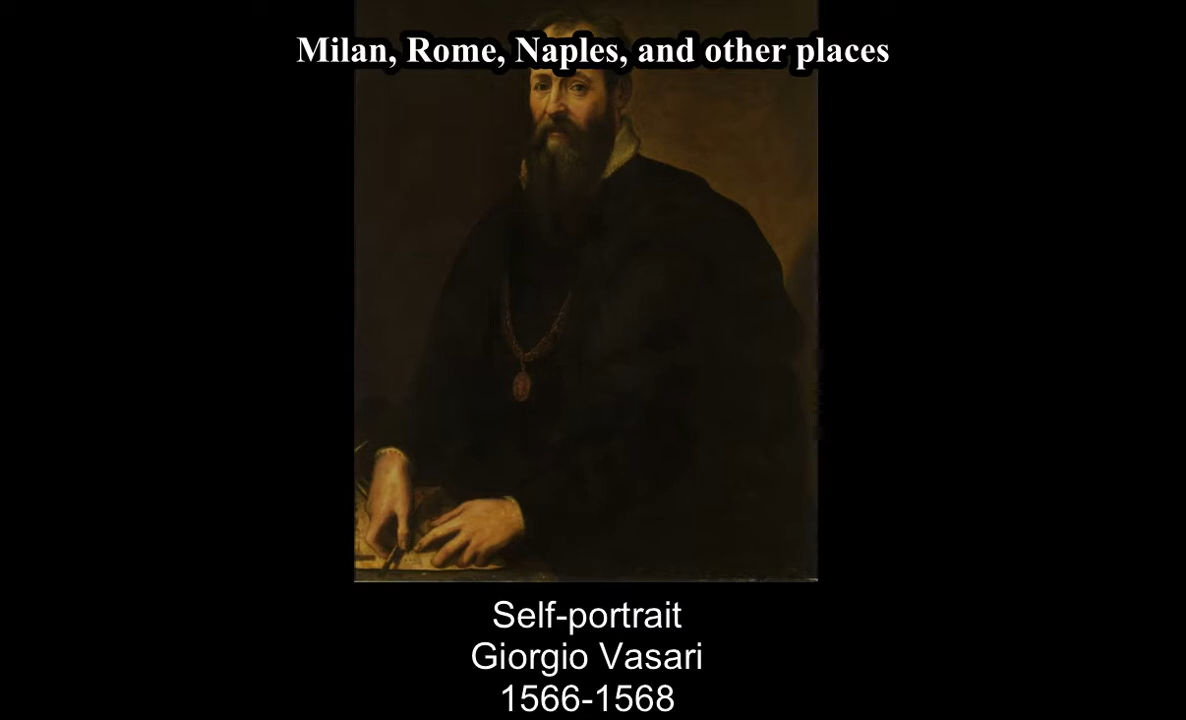 Milan, Rome, Naples, and other places
Self-portrait
Giorgio Vasari
1566-1568